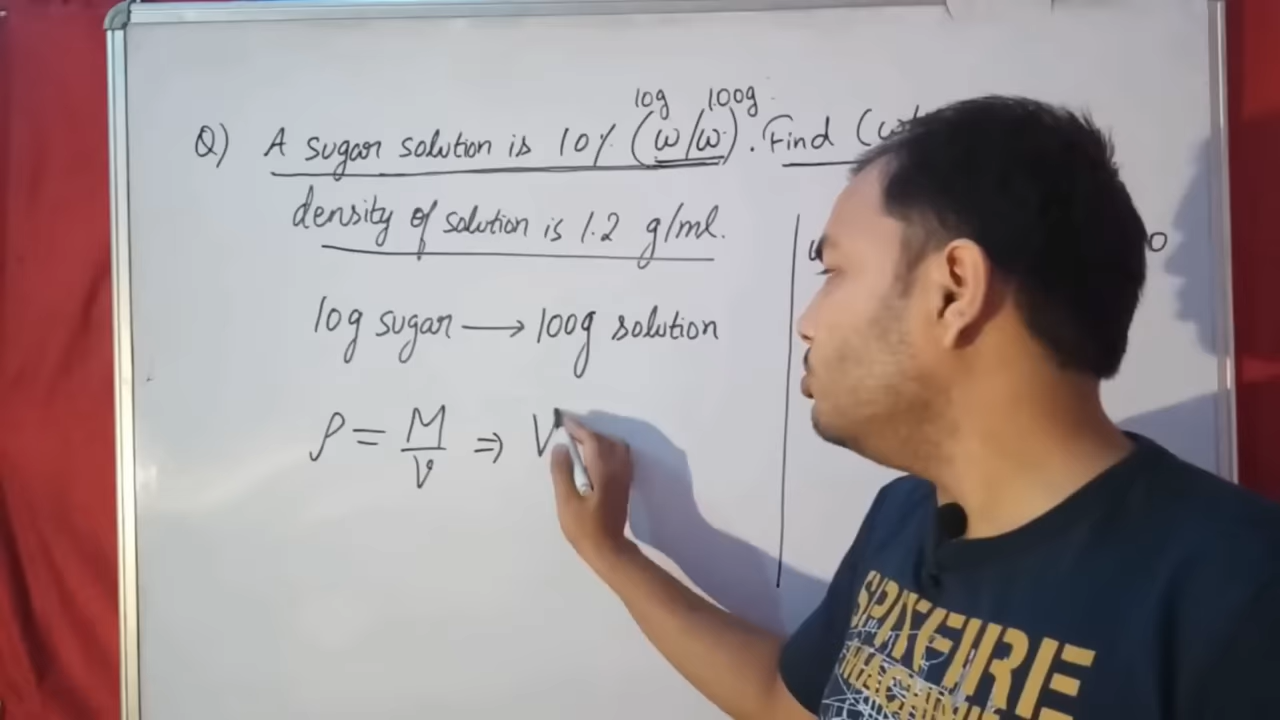 10g 100g
Q) A sugar solution is 10% (w/w). Find (w/
density of solution is 1.2 g/ml.
10g sugar → 100g solution
ρ = M/V ⇒ V
SPITFIRE